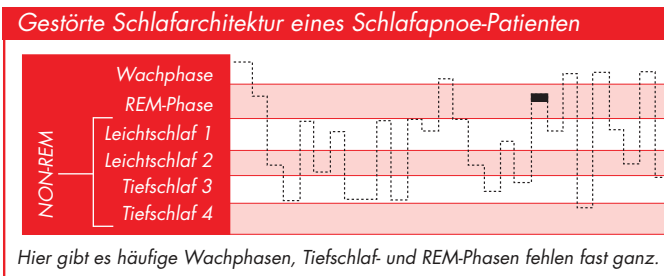 Gestörte Schlafarchitektur eines Schlafapnoe-Patienten
Wachphase
REM-Phase
NON-REM
Leichtschlaf 1
Leichtschlaf 2
Tiefschlaf 3
Tiefschlaf 4
Hier gibt es häufige Wachphasen, Tiefschlaf- und REM-Phasen fehlen fast ganz.